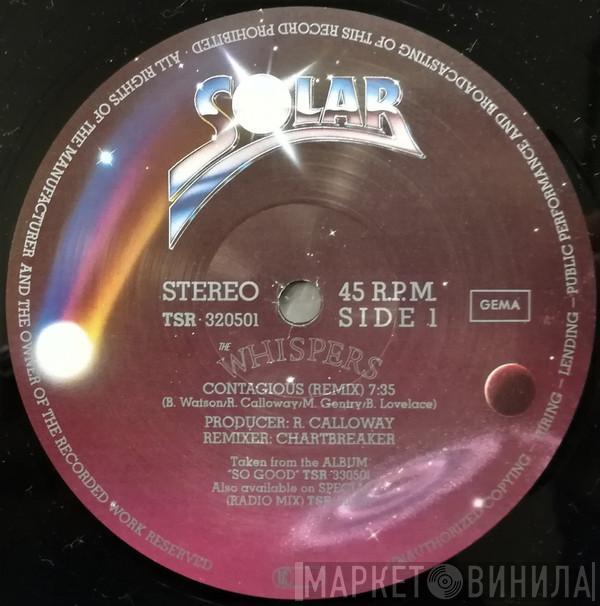 SOLAR
STEREO
45 R.P.M.
TSR 320501
SIDE 1
THE
WHISPERS
CONTAGIOUS (REMIX) 7:35
(B. Watson/R. Calloway/M. Gentry/B. Lovelace)
PRODUCER: R. CALLOWAY
REMIXER: CHARTBREAKER
Taken from the ALBUM
"SO GOOD" TSR 330501
Also available on
(RADIO MIX)
GEMA
ALL RIGHTS OF THE MANUFACTURER AND THE OWNER OF THE RECORDED WORK RESERVED
COPYING – HIRING – LENDING – PUBLIC PERFORMANCE AND BROADCASTING OF THIS RECORD PROHIBITED
МАРКЕТ ВИНИЛА